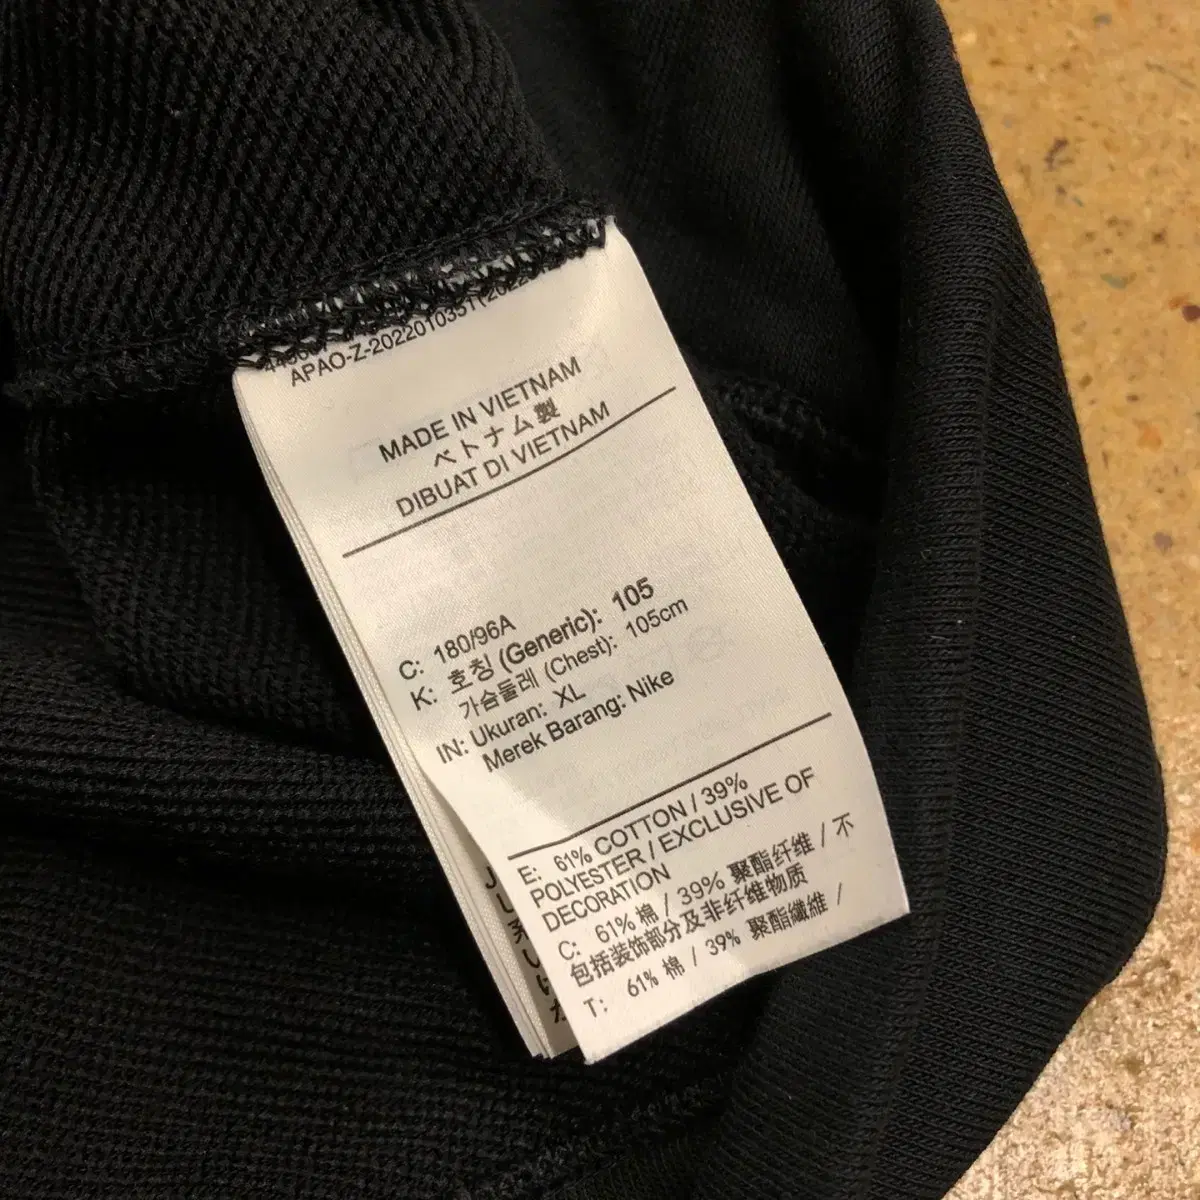 APAO-Z-2022010351(2022
MADE IN VIETNAM
ベトナム製
DIBUAT DI VIETNAM
C: 180/96A
K: 호칭 (Generic): 105
가슴둘레 (Chest): 105cm
IN: Ukuran: XL
Merek Barang: Nike
E: 61% COTTON / 39%
POLYESTER / EXCLUSIVE OF
DECORATION
C: 61% 棉 / 39% 聚酯纤维 / 不
包括装饰部分及非纤维物质
T: 61% 棉 / 39% 聚酯纖維 /